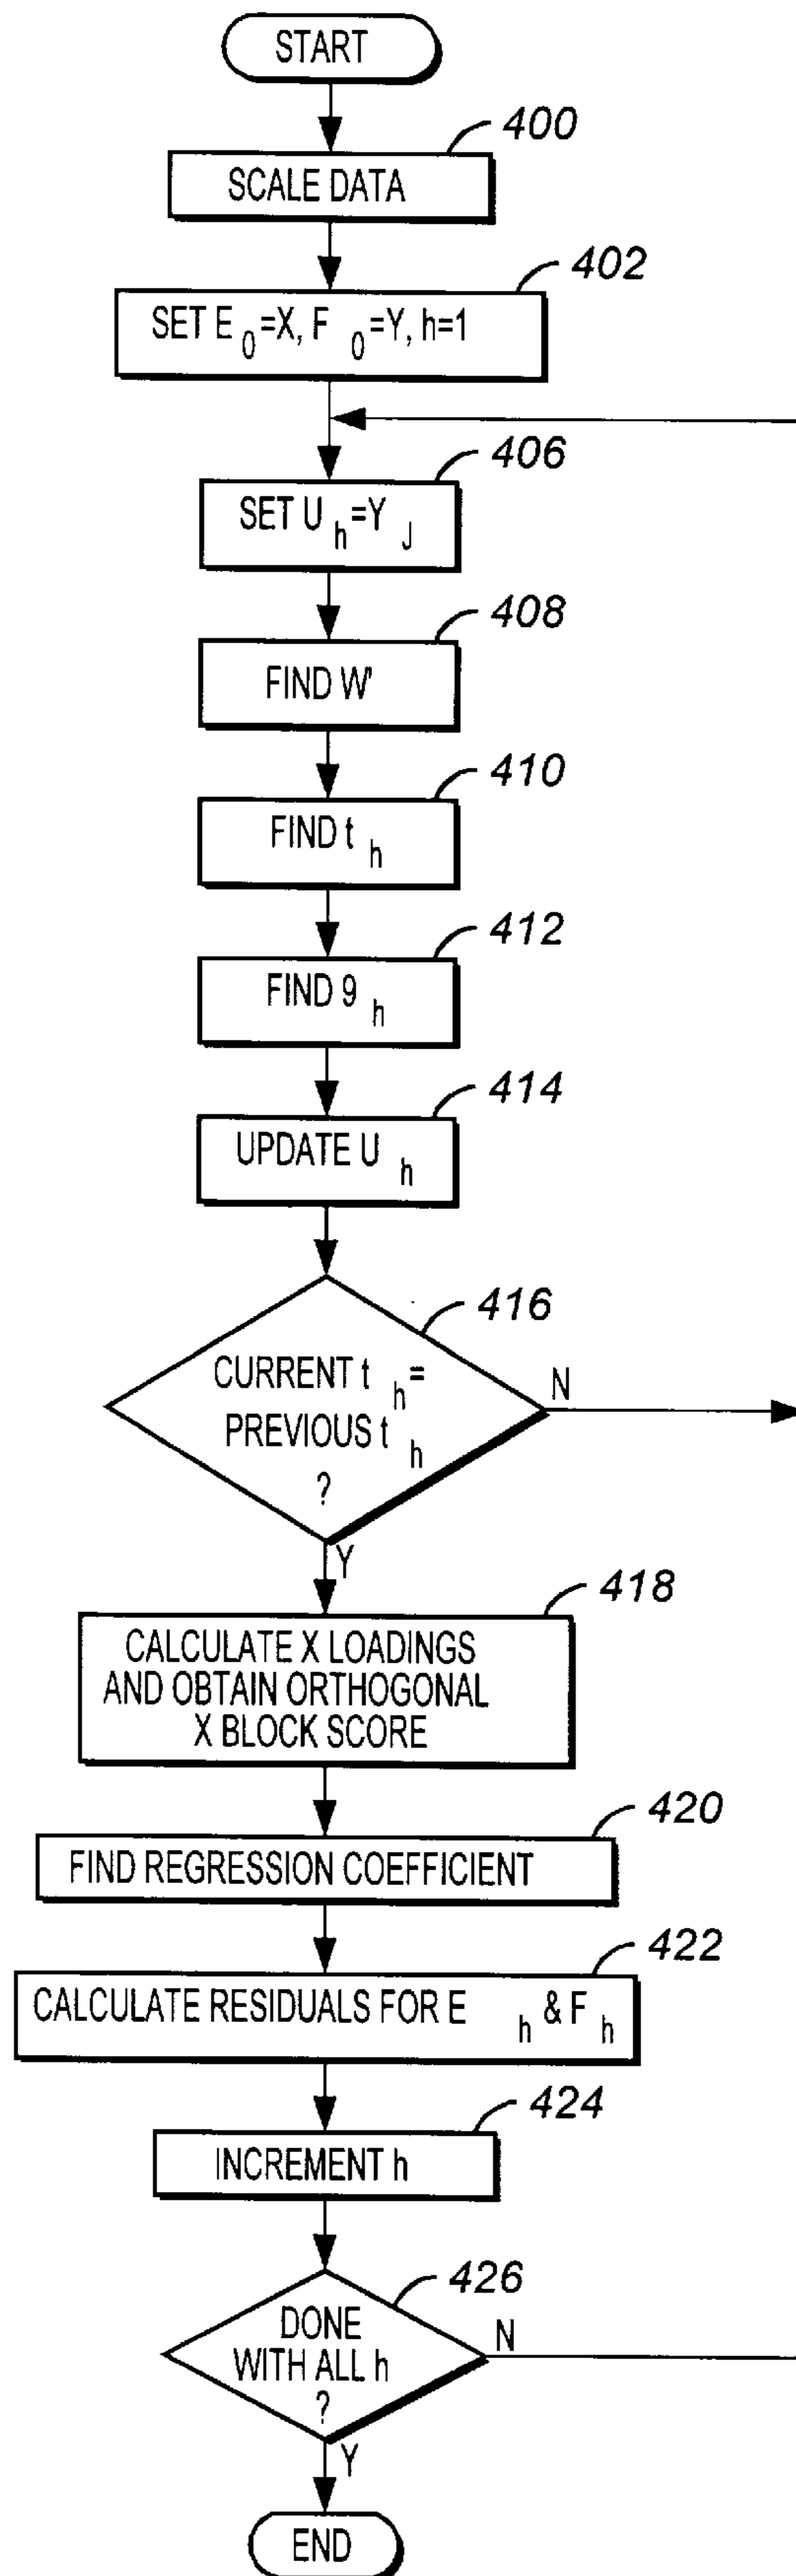 START
400
SCALE DATA
402
SET E 0 =X, F 0 =Y, h=1
406
SET U h =Y J
408
FIND W'
410
FIND t h
412
FIND 9 h
414
UPDATE U h
416
CURRENT t h =
PREVIOUS t h
?
N
Y
418
CALCULATE X LOADINGS
AND OBTAIN ORTHOGONAL
X BLOCK SCORE
420
FIND REGRESSION COEFFICIENT
422
CALCULATE RESIDUALS FOR E h & F h
424
INCREMENT h
426
DONE
WITH ALL h
?
N
Y
END